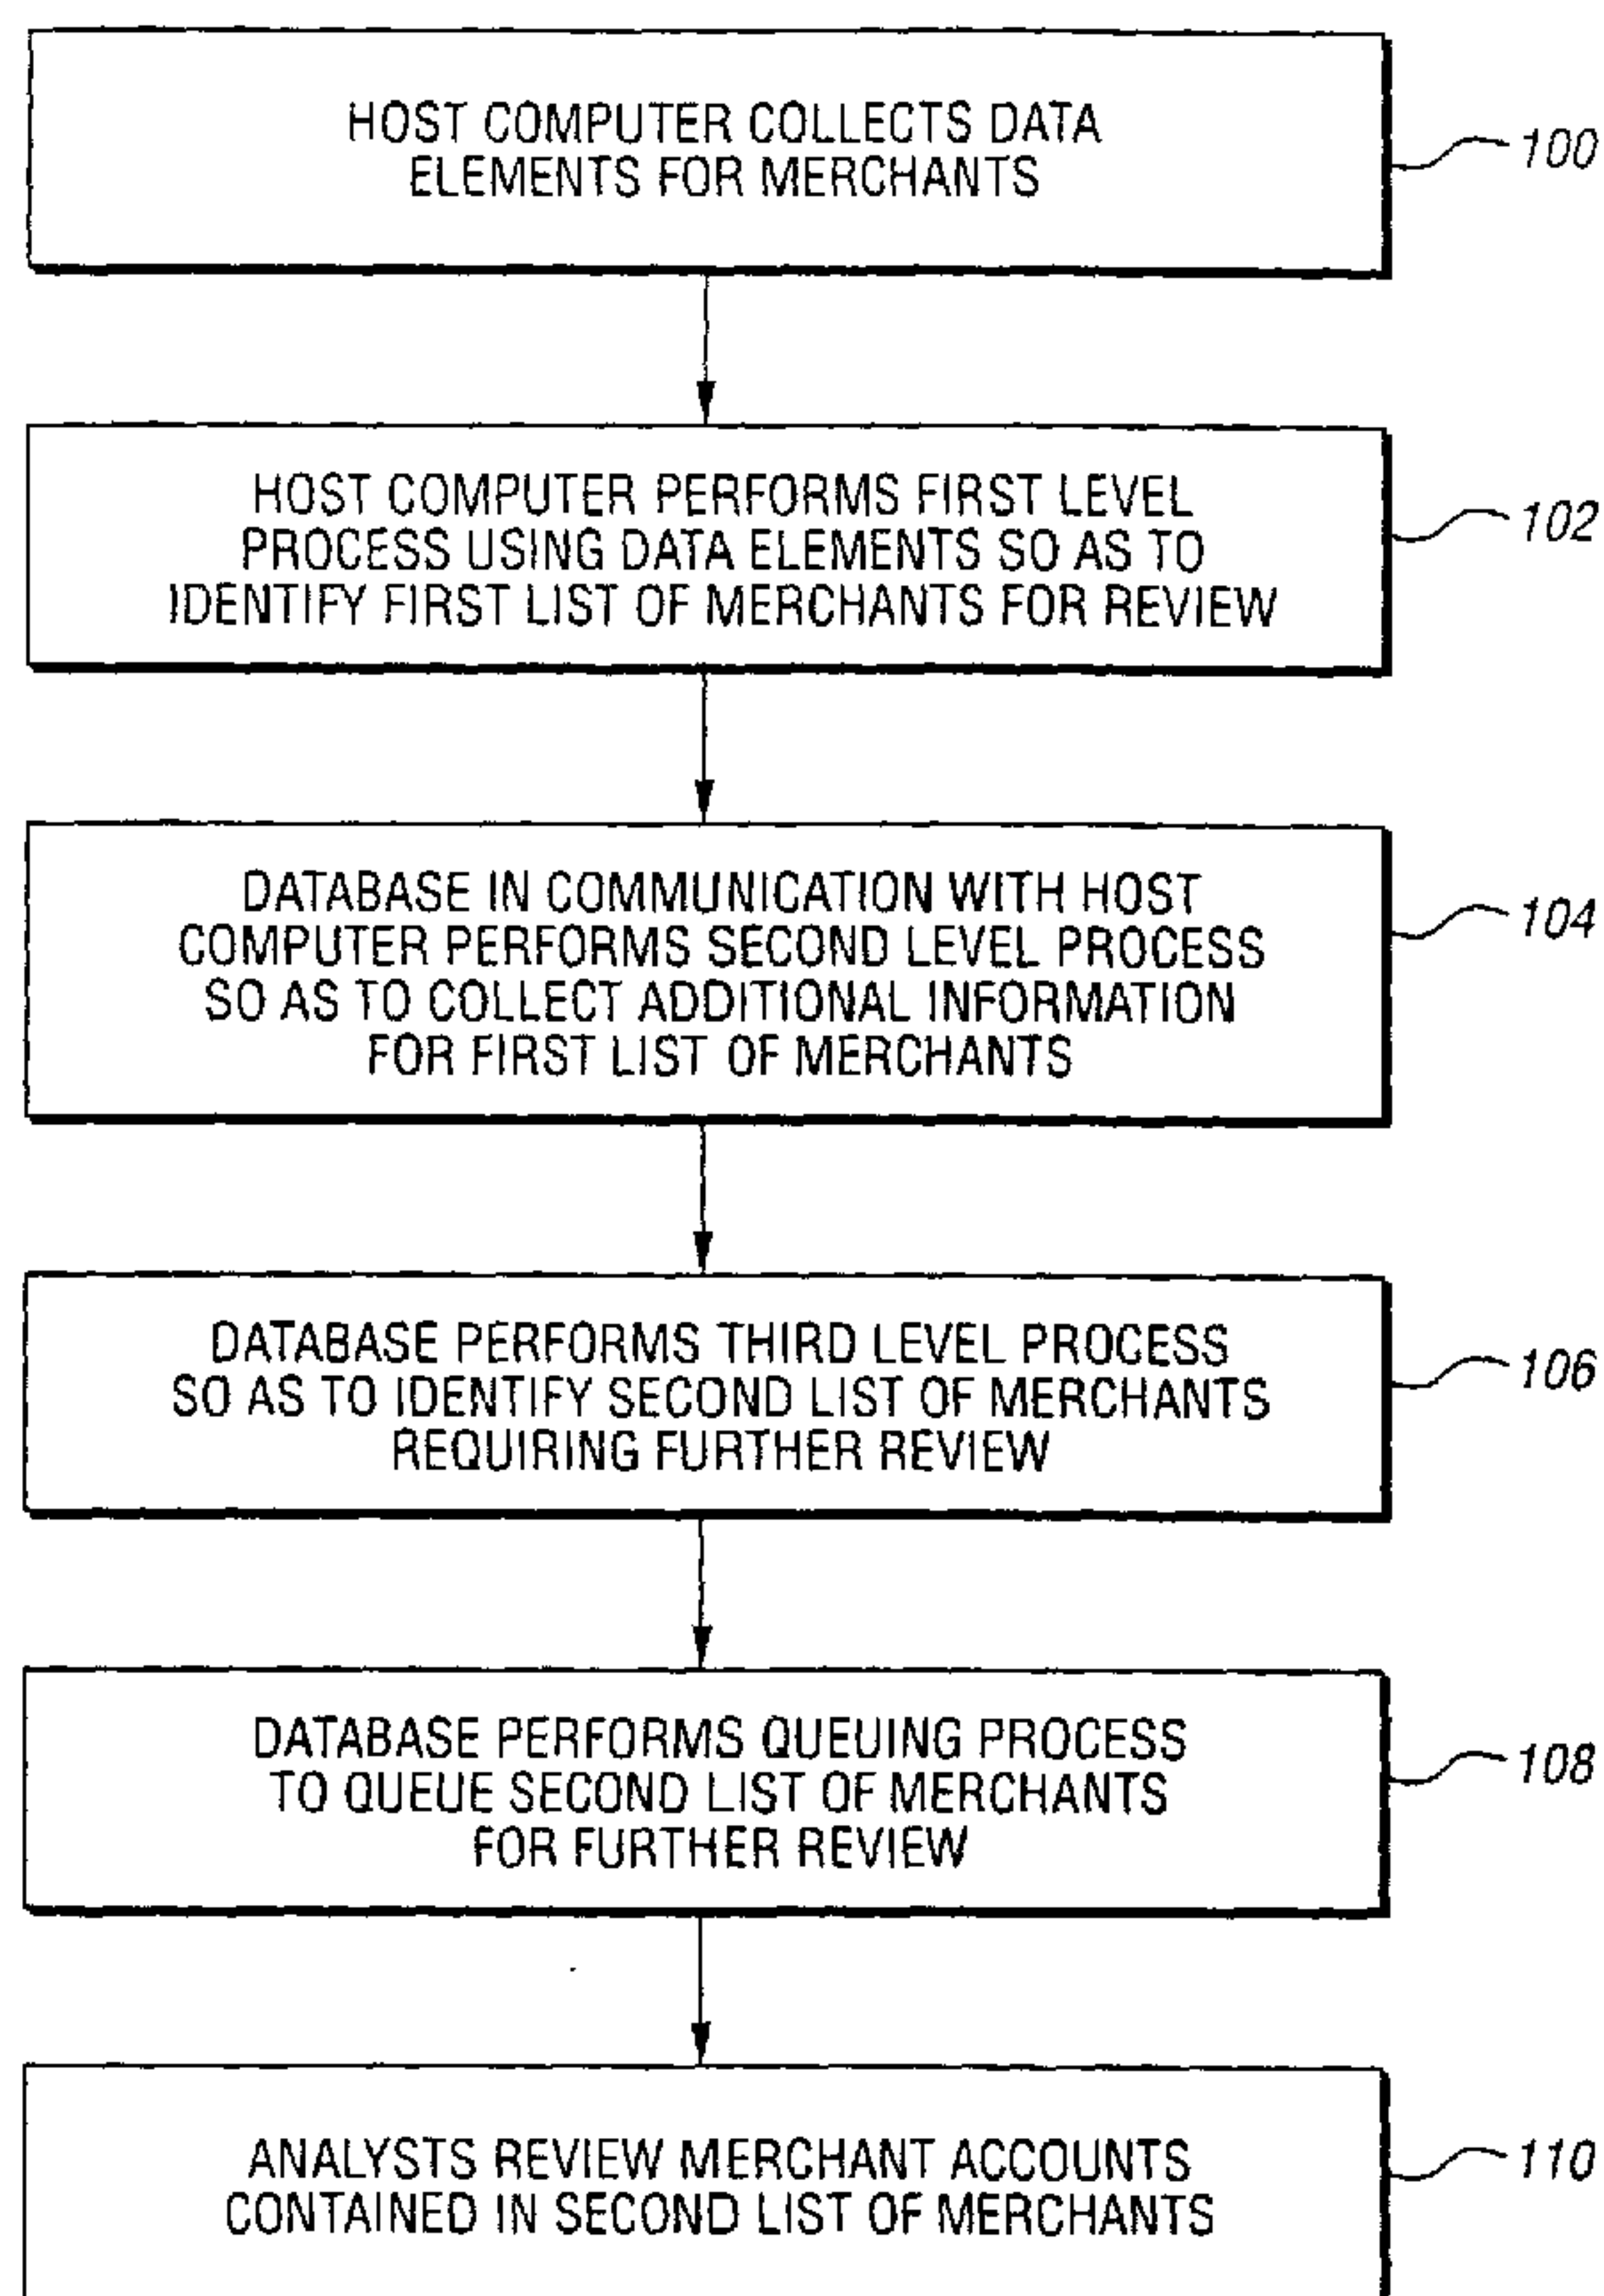 HOST COMPUTER COLLECTS DATA
ELEMENTS FOR MERCHANTS
100
HOST COMPUTER PERFORMS FIRST LEVEL
PROCESS USING DATA ELEMENTS SO AS TO
IDENTIFY FIRST LIST OF MERCHANTS FOR REVIEW
102
DATABASE IN COMMUNICATION WITH HOST
COMPUTER PERFORMS SECOND LEVEL PROCESS
SO AS TO COLLECT ADDITIONAL INFORMATION
FOR FIRST LIST OF MERCHANTS
104
DATABASE PERFORMS THIRD LEVEL PROCESS
SO AS TO IDENTIFY SECOND LIST OF MERCHANTS
REQUIRING FURTHER REVIEW
106
DATABASE PERFORMS QUEUING PROCESS
TO QUEUE SECOND LIST OF MERCHANTS
FOR FURTHER REVIEW
108
ANALYSTS REVIEW MERCHANT ACCOUNTS
CONTAINED IN SECOND LIST OF MERCHANTS
110